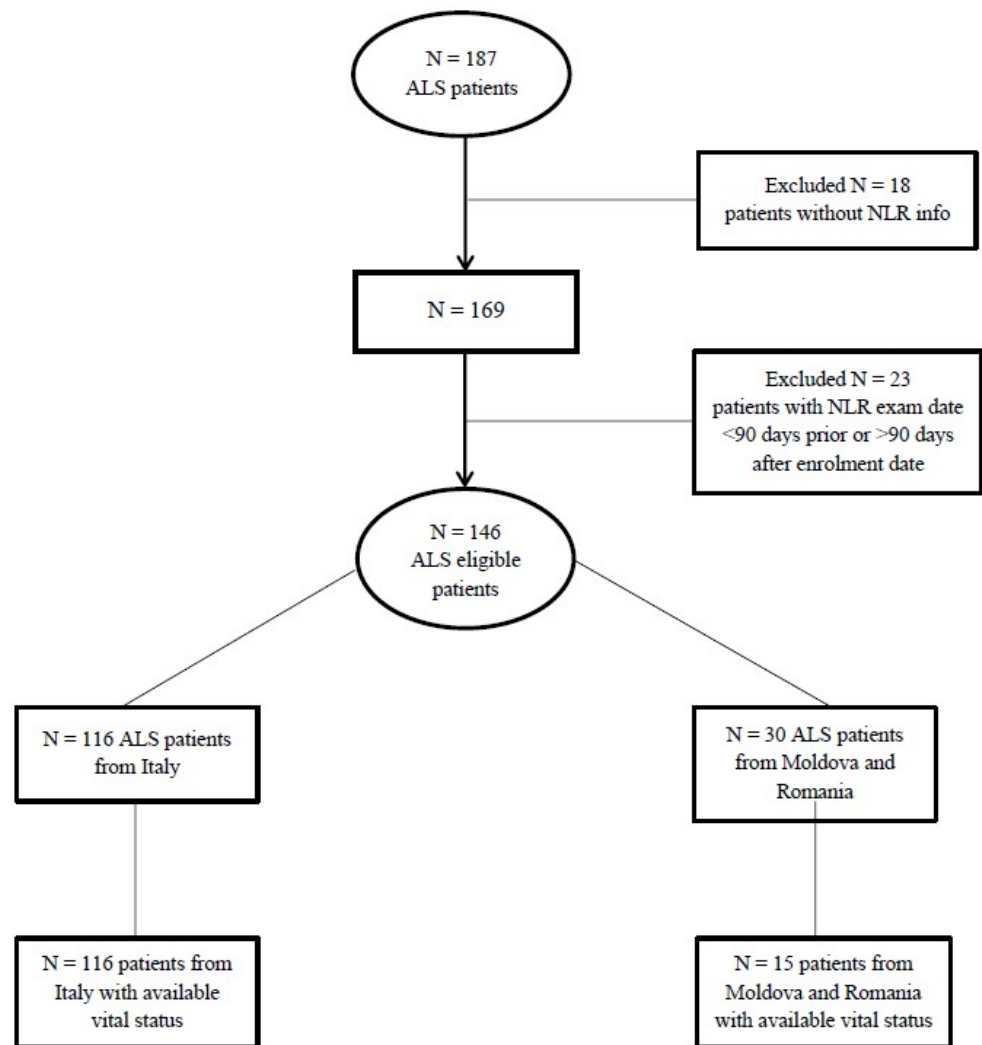 N = 187
ALS patients
Excluded N = 18
patients without NLR info
N = 169
Excluded N = 23
patients with NLR exam date
<90 days prior or >90 days
after enrolment date
N = 146
ALS eligible
patients
N = 116 ALS patients
from Italy
N = 30 ALS patients
from Moldova and
Romania
N = 116 patients from
Italy with available
vital status
N = 15 patients from
Moldova and Romania
with available vital status